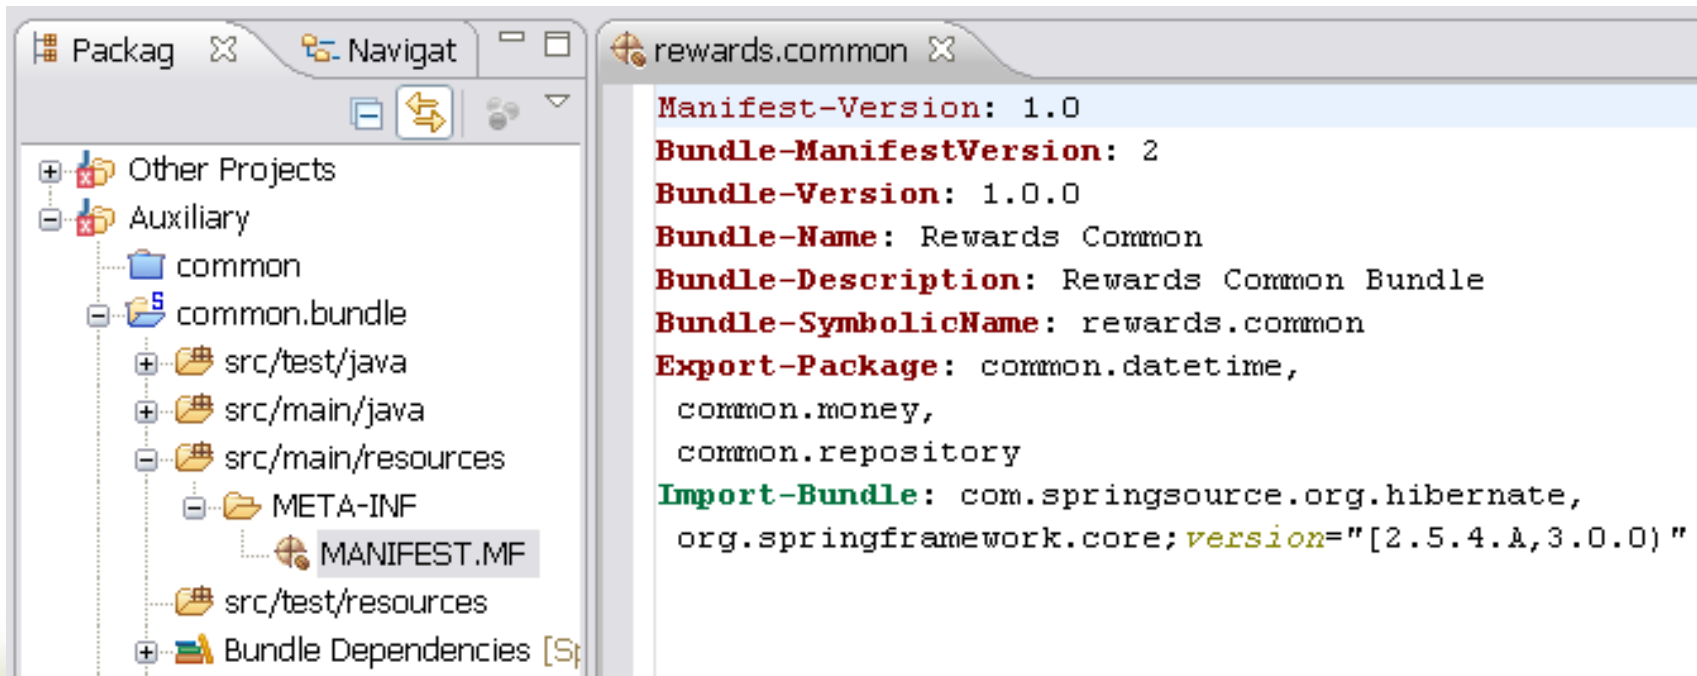 Packag
Navigat
Other Projects
Auxiliary
common
common.bundle
src/test/java
src/main/java
src/main/resources
META-INF
MANIFEST.MF
src/test/resources
Bundle Dependencies [Sp
rewards.common
Manifest-Version: 1.0
Bundle-ManifestVersion: 2
Bundle-Version: 1.0.0
Bundle-Name: Rewards Common
Bundle-Description: Rewards Common Bundle
Bundle-SymbolicName: rewards.common
Export-Package: common.datetime,
common.money,
common.repository
Import-Bundle: com.springsource.org.hibernate,
org.springframework.core;version="[2.5.4.A,3.0.0)"